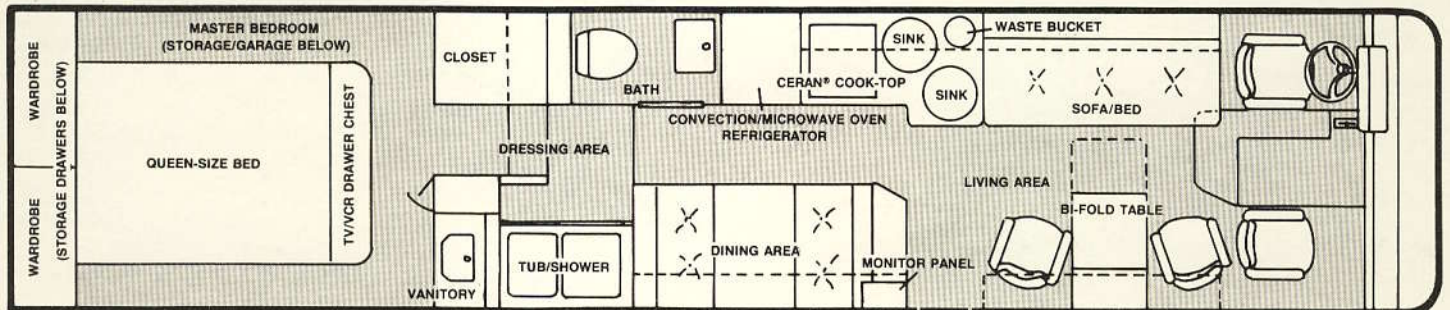 MASTER BEDROOM
(STORAGE/GARAGE BELOW)
WARDROBE
WARDROBE
(STORAGE DRAWERS BELOW)
QUEEN-SIZE BED
TV/VCR DRAWER CHEST
CLOSET
BATH
DRESSING AREA
VANITORY
TUB/SHOWER
CERAN® COOK-TOP
SINK
SINK
WASTE BUCKET
CONVECTION/MICROWAVE OVEN
REFRIGERATOR
SOFA/BED
DINING AREA
MONITOR PANEL
LIVING AREA
BI-FOLD TABLE